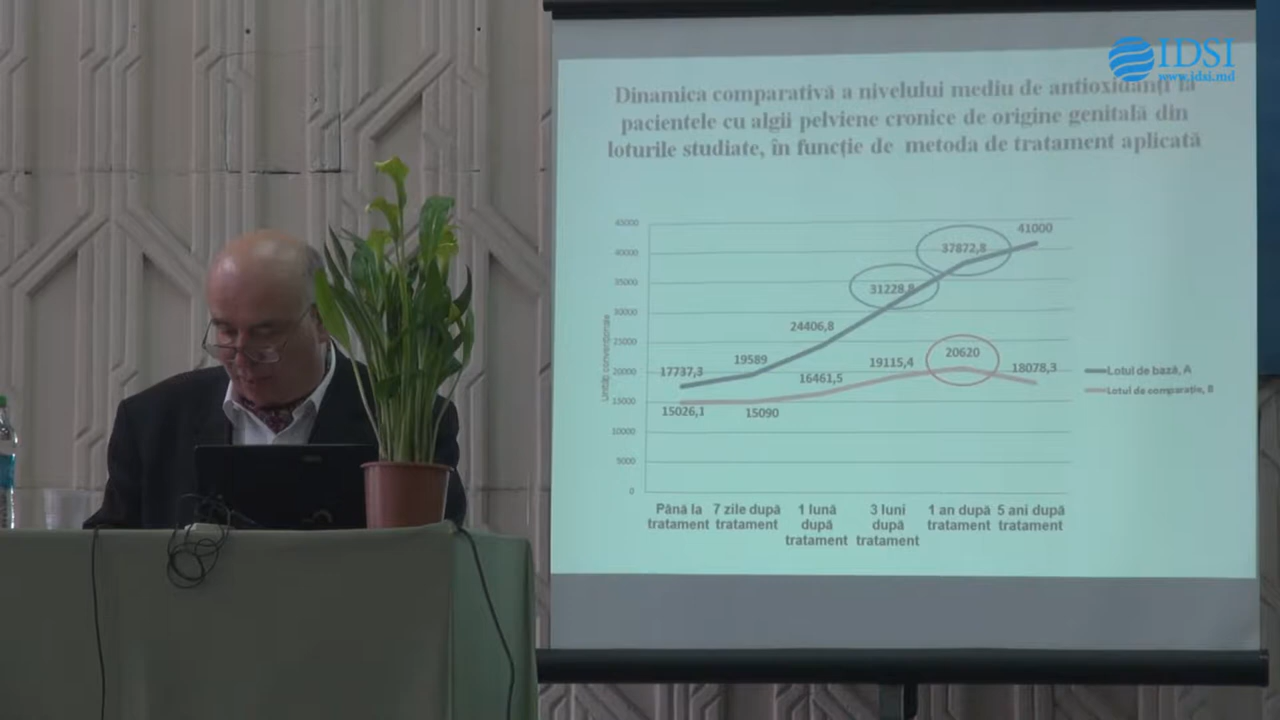 IDSI
www.idsi.md
Dinamica comparativă a nivelului mediu de antioxidanți la
pacientele cu algii pelviene cronice de origine genitală din
loturile studiate, în funcție de metoda de tratament aplicată
45000
40000
35000
30000
25000
20000
15000
10000
5000
0
Unități convenționale
17737,3
19589
24406,8
31228,8
37872,8
41000
15026,1
15090
16461,5
19115,4
20620
18078,3
Lotul de bază, A
Lotul de comparație, B
Până la
tratament
7 zile după
tratament
1 lună
după
tratament
3 luni
după
tratament
1 an după
tratament
5 ani după
tratament